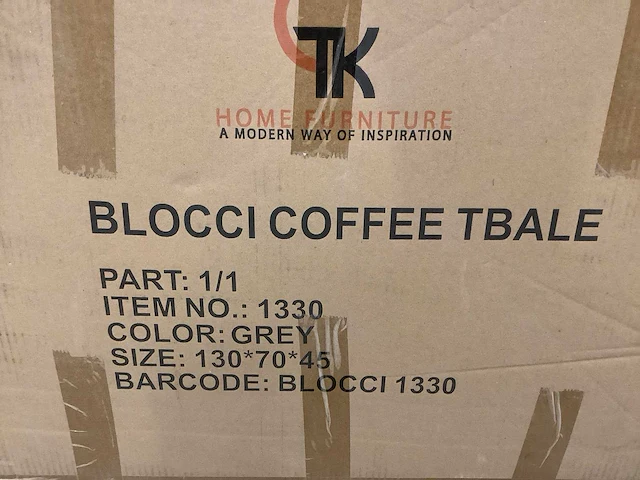 TK
HOME FURNITURE
A MODERN WAY OF INSPIRATION
BLOCCI COFFEE TBALE
PART: 1/1
ITEM NO.: 1330
COLOR: GREY
SIZE: 130*70*45
BARCODE: BLOCCI 1330